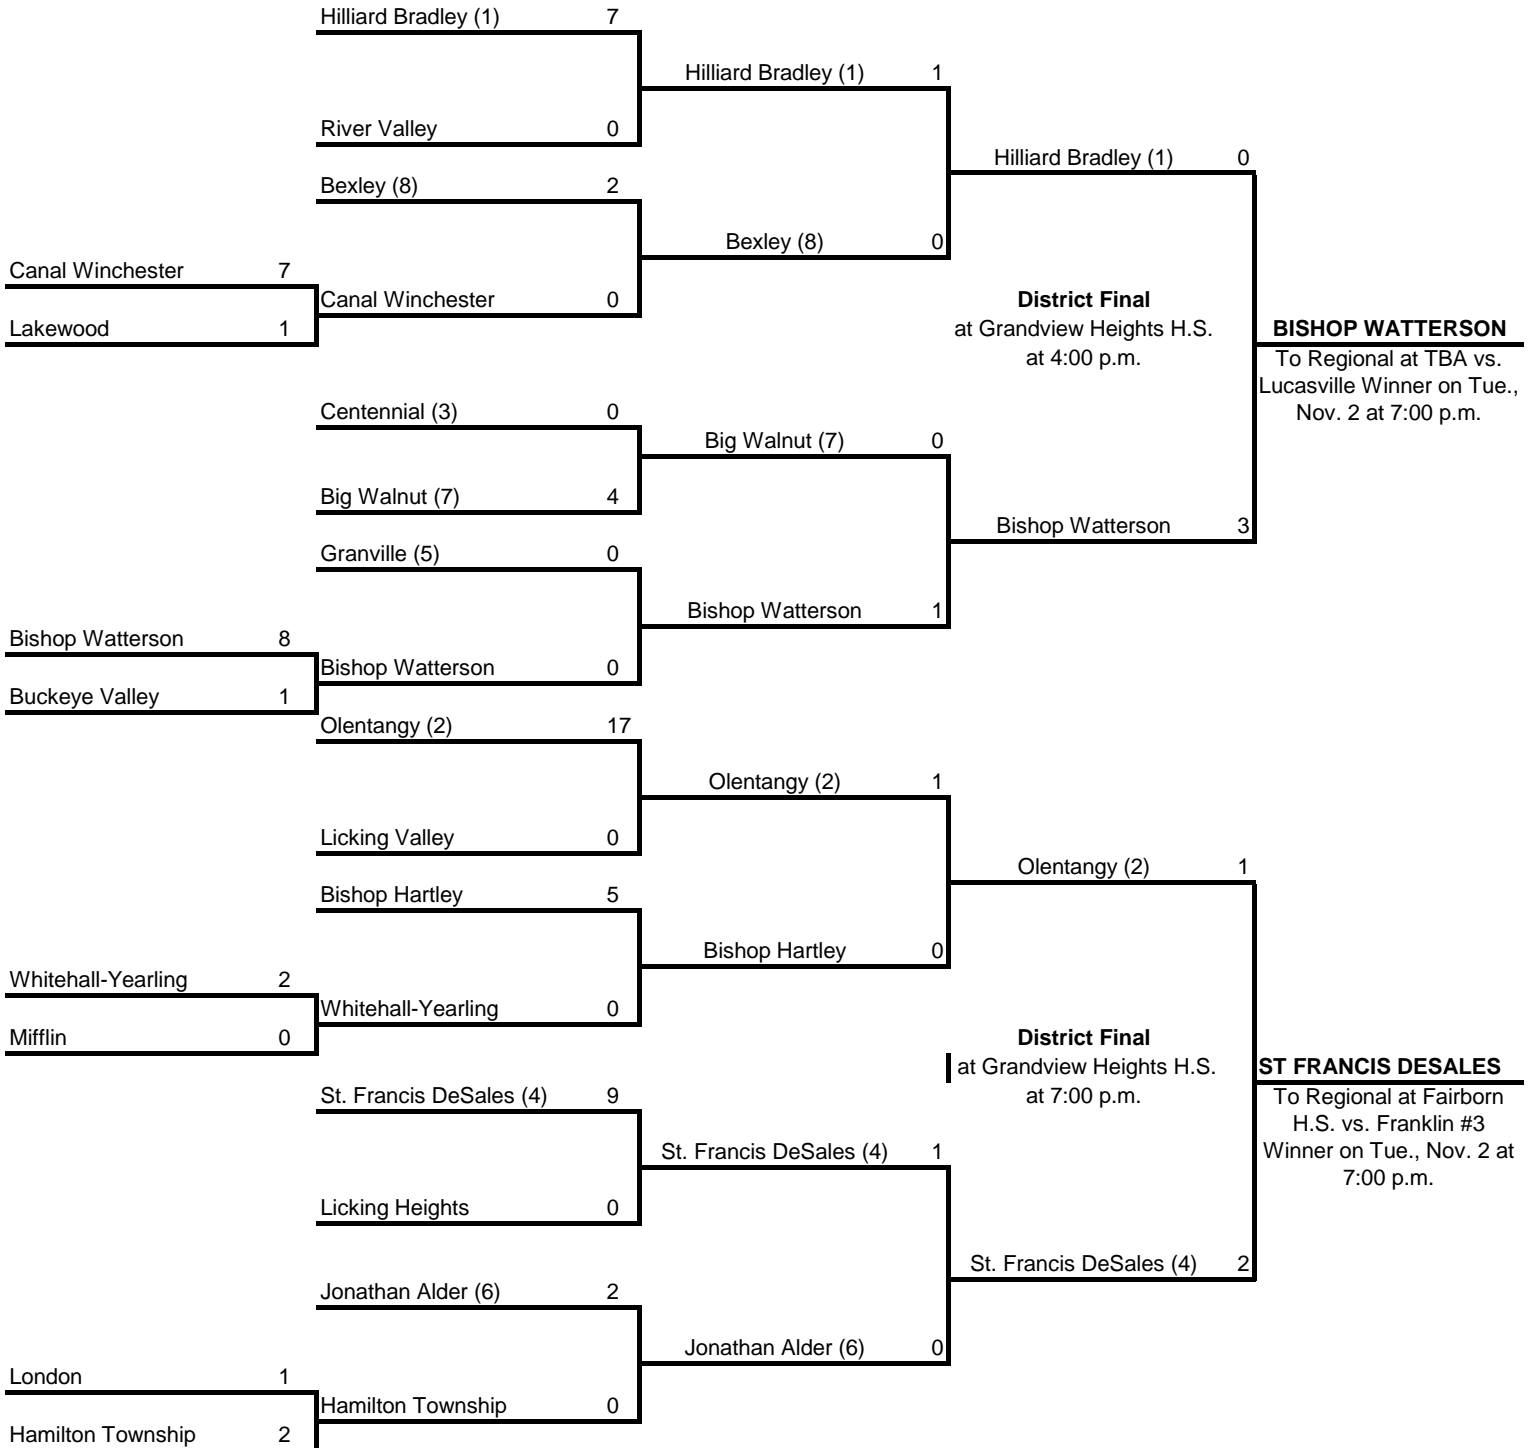 Hilliard Bradley (1) 7
Hilliard Bradley (1) 1
River Valley 0
Hilliard Bradley (1) 0
Bexley (8) 2
Bexley (8) 0
Canal Winchester 7
Canal Winchester 0
Lakewood 1
District Final
at Grandview Heights H.S.
at 4:00 p.m.
BISHOP WATTERSON
To Regional at TBA vs.
Lucasville Winner on Tue.,
Nov. 2 at 7:00 p.m.
Centennial (3) 0
Big Walnut (7) 0
Big Walnut (7) 4
Bishop Watterson 3
Granville (5) 0
Bishop Watterson 1
Bishop Watterson 8
Bishop Watterson 0
Buckeye Valley 1
Olentangy (2) 17
Olentangy (2) 1
Licking Valley 0
Olentangy (2) 1
Bishop Hartley 5
Bishop Hartley 0
Whitehall-Yearling 2
Whitehall-Yearling 0
Mifflin 0
District Final
at Grandview Heights H.S.
at 7:00 p.m.
ST FRANCIS DESALES
To Regional at Fairborn
H.S. vs. Franklin #3
Winner on Tue., Nov. 2 at
7:00 p.m.
St. Francis DeSales (4) 9
St. Francis DeSales (4) 1
Licking Heights 0
St. Francis DeSales (4) 2
Jonathan Alder (6) 2
Jonathan Alder (6) 0
London 1
Hamilton Township 0
Hamilton Township 2